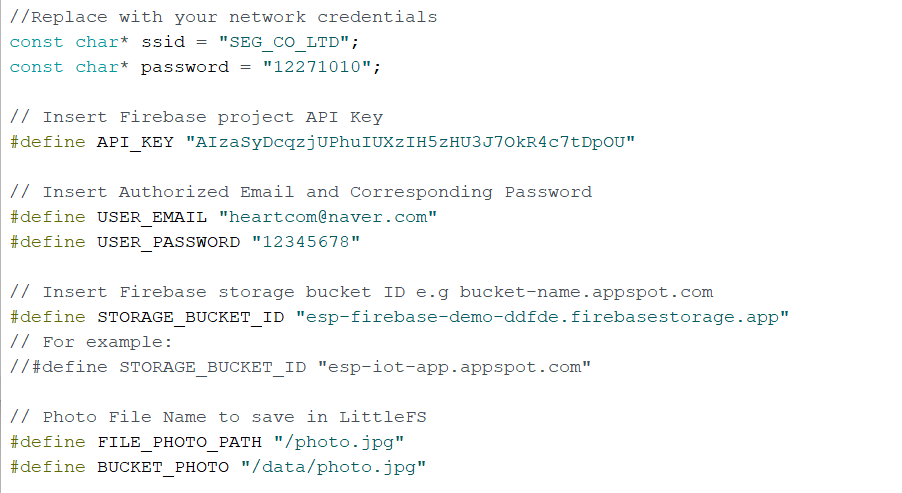 //Replace with your network credentials
const char* ssid = "SEG_CO_LTD";
const char* password = "12271010";
// Insert Firebase project API Key
#define API_KEY "AIzaSyDcqzjUPhuIUXzIH5zHU3J7OkR4c7tDpOU"
// Insert Authorized Email and Corresponding Password
#define USER_EMAIL "heartcom@naver.com"
#define USER_PASSWORD "12345678"
// Insert Firebase storage bucket ID e.g bucket-name.appspot.com
#define STORAGE_BUCKET_ID "esp-firebase-demo-ddfde.firebasestorage.app"
// For example:
//#define STORAGE_BUCKET_ID "esp-iot-app.appspot.com"
// Photo File Name to save in LittleFS
#define FILE_PHOTO_PATH "/photo.jpg"
#define BUCKET_PHOTO "/data/photo.jpg"